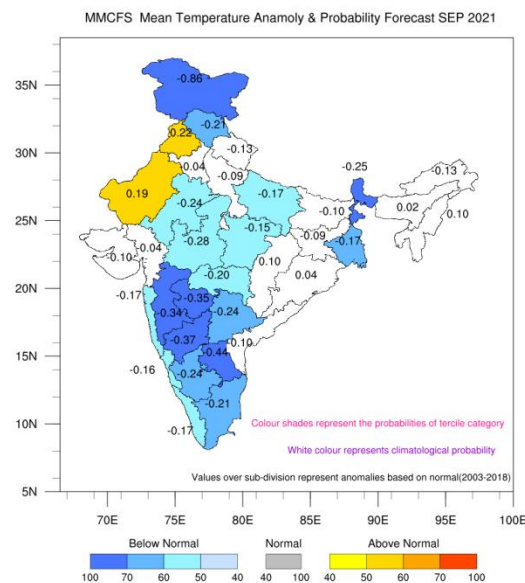 MMCFS Mean Temperature Anamoly & Probability Forecast SEP 2021
35N
30N
25N
20N
15N
10N
5N
-0.86
-0.21
0.22
-0.13
-0.04
-0.09
-0.25
0.19
-0.17
-0.13
-0.24
-0.10
0.02
0.10
-0.15
-0.09
-0.17
-0.28
-0.04
-0.10
0.10
0.04
-0.20
-0.17
-0.35
-0.34
-0.24
-0.37
-0.10
-0.44
-0.16
-0.24
-0.21
-0.17
Colour shades represent the probabilities of tercile category
White colour represents climatological probability
Values over sub-division represent anomalies based on normal(2003-2018)
70E 75E 80E 85E 90E 95E 100E
Below Normal Normal Above Normal
100 70 60 50 40 40 100 40 50 60 70 100